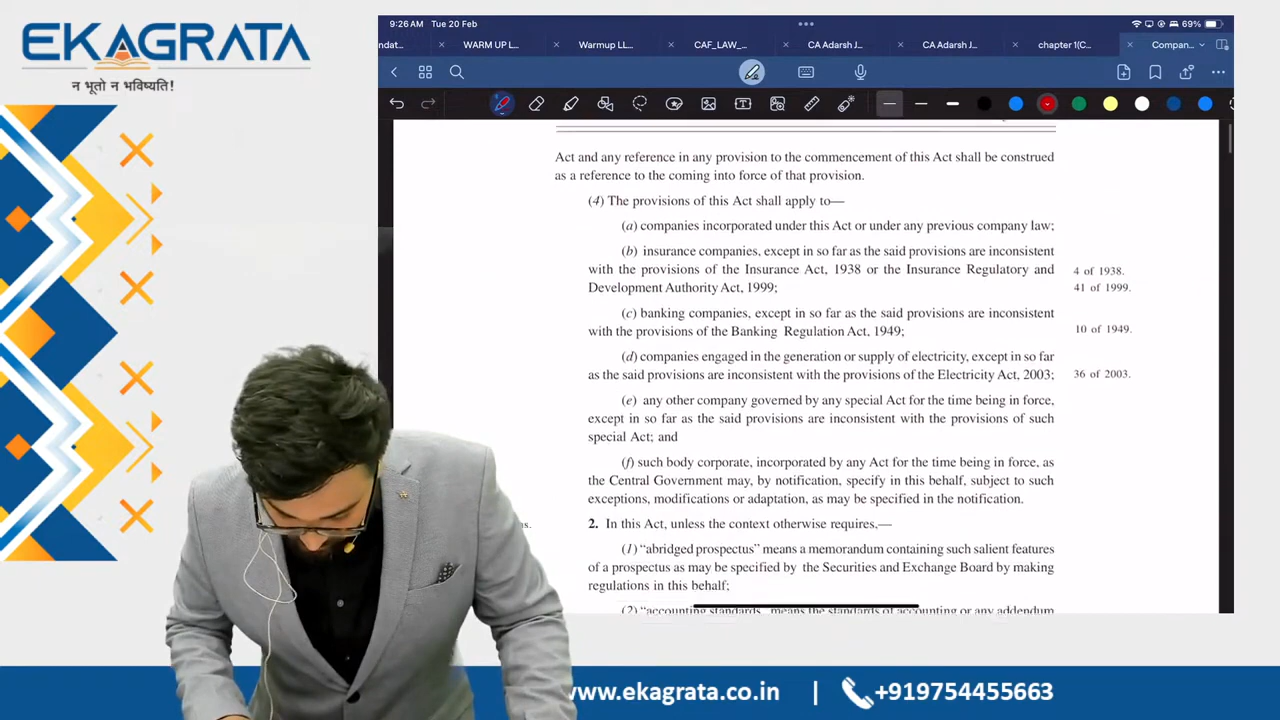 EKAGRATA
न भूतो न भविष्यति!
9:26 AM Tue 20 Feb
69%
ndat...
WARM UP L...
Warmup LL...
CAF_LAW_...
CA Adarsh J...
CA Adarsh J...
chapter 1(C...
Compan...
Act and any reference in any provision to the commencement of this Act shall be construed
as a reference to the coming into force of that provision.
(4) The provisions of this Act shall apply to—
(a) companies incorporated under this Act or under any previous company law;
(b) insurance companies, except in so far as the said provisions are inconsistent
with the provisions of the Insurance Act, 1938 or the Insurance Regulatory and
Development Authority Act, 1999;
4 of 1938.
41 of 1999.
(c) banking companies, except in so far as the said provisions are inconsistent
with the provisions of the Banking Regulation Act, 1949;
10 of 1949.
(d) companies engaged in the generation or supply of electricity, except in so far
as the said provisions are inconsistent with the provisions of the Electricity Act, 2003;
36 of 2003.
(e) any other company governed by any special Act for the time being in force,
except in so far as the said provisions are inconsistent with the provisions of such
special Act; and
(f) such body corporate, incorporated by any Act for the time being in force, as
the Central Government may, by notification, specify in this behalf, subject to such
exceptions, modifications or adaptation, as may be specified in the notification.
2. In this Act, unless the context otherwise requires,—
(1) “abridged prospectus” means a memorandum containing such salient features
of a prospectus as may be specified by the Securities and Exchange Board by making
regulations in this behalf;
(2) “accounting standards” means the standards of accounting or any addendum
www.ekagrata.co.in | +919754455663